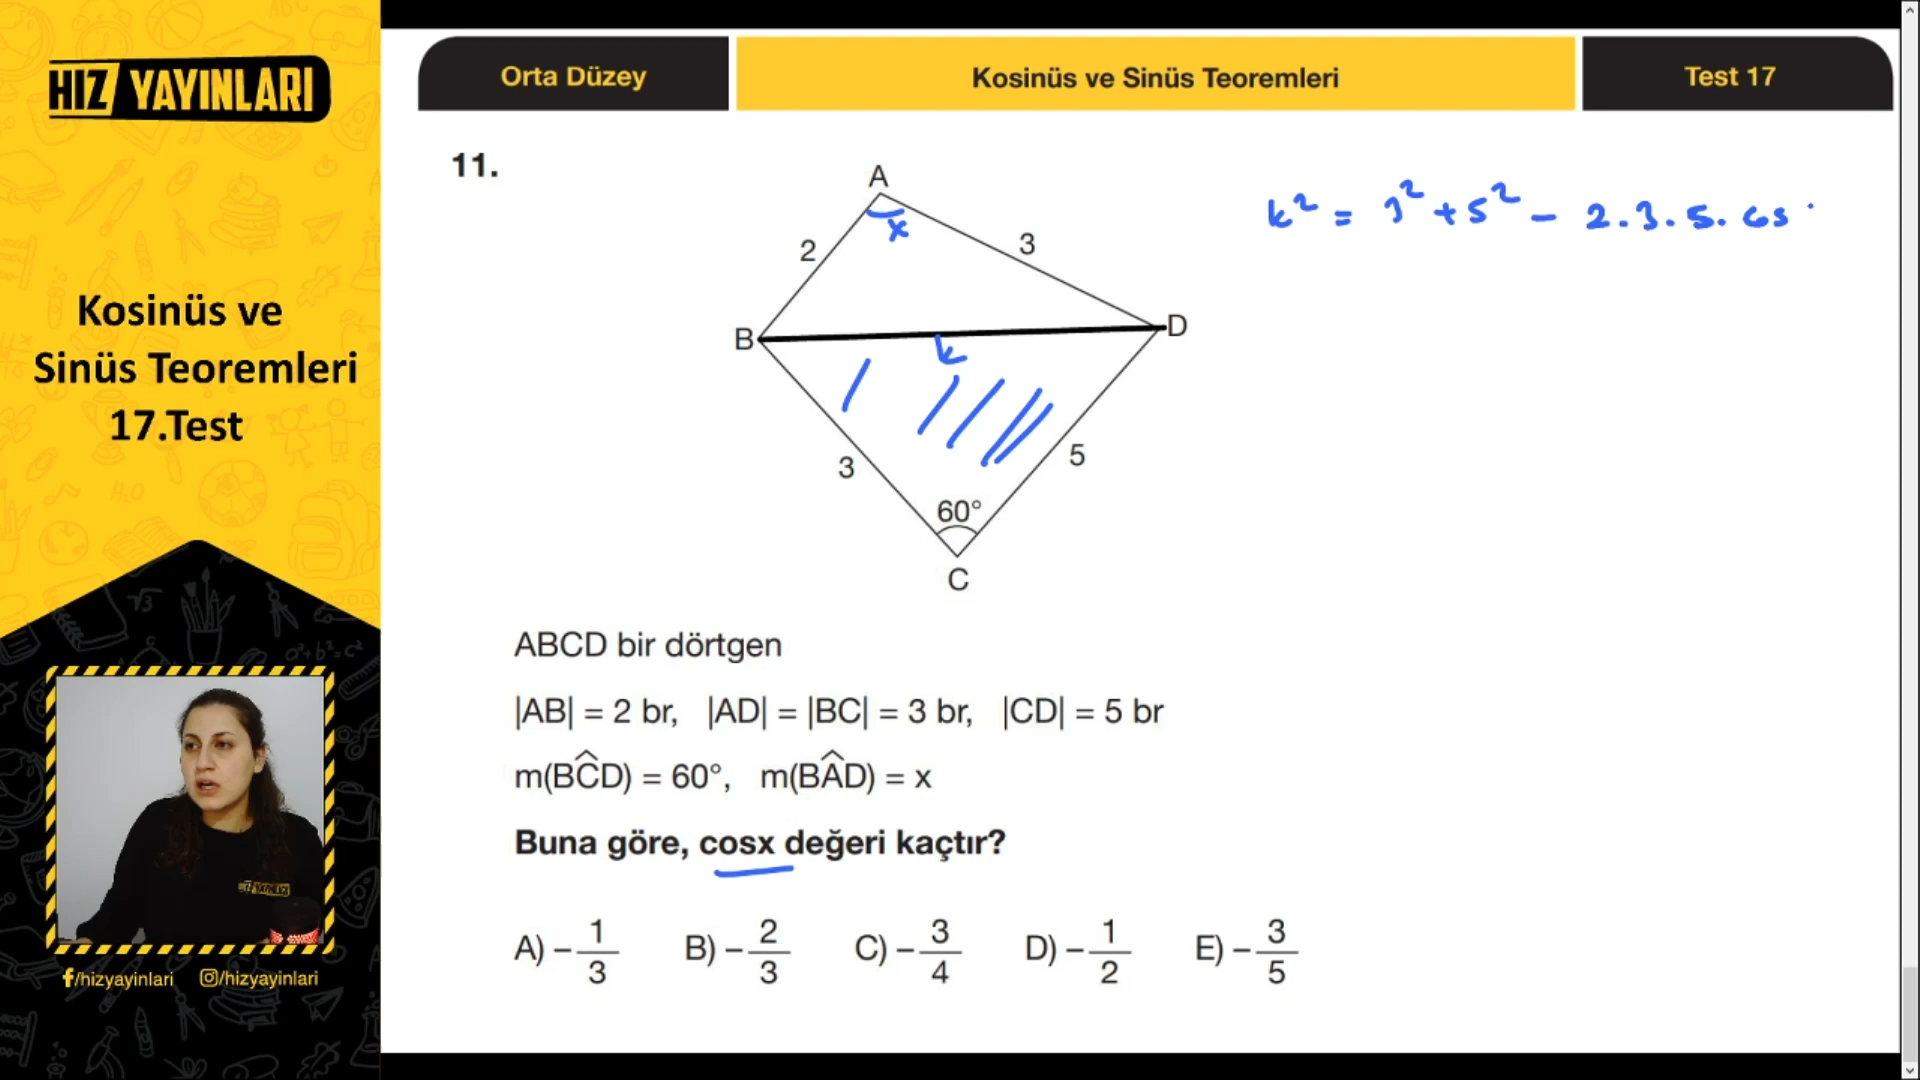 HIZ YAYINLARI
Kosinüs ve
Sinüs Teoremleri
17.Test
f/hizyayinlari /hizyayinlari
Orta Düzey
Kosinüs ve Sinüs Teoremleri
Test 17
11.
A
x
2
3
B
D
k
3
5
60°
C
k² = 3² + 5² - 2.3.5. cos
ABCD bir dörtgen
|AB| = 2 br, |AD| = |BC| = 3 br, |CD| = 5 br
m(BĈD) = 60°, m(BÂD) = x
Buna göre, cosx değeri kaçtır?
A) -1/3 B) -2/3 C) -3/4 D) -1/2 E) -3/5